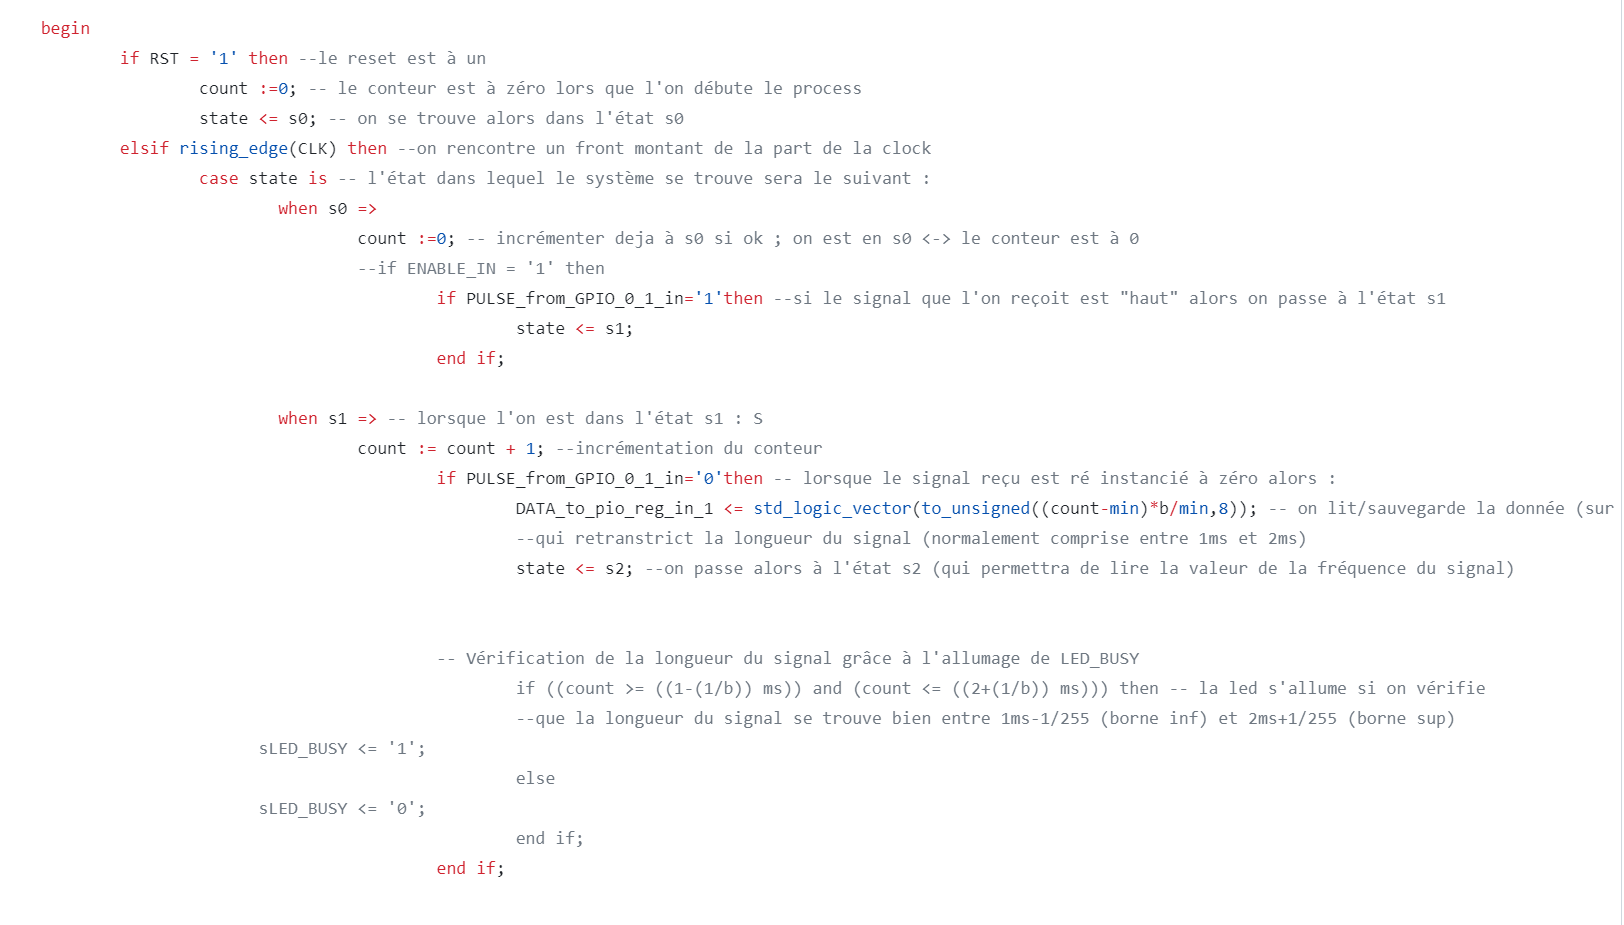 begin
if RST = '1' then --le reset est à un
count :=0; -- le conteur est à zéro lors que l'on débute le process
state <= s0; -- on se trouve alors dans l'état s0
elsif rising_edge(CLK) then --on rencontre un front montant de la part de la clock
case state is -- l'état dans lequel le système se trouve sera le suivant :
when s0 =>
count :=0; -- incrémenter deja à s0 si ok ; on est en s0 <-> le conteur est à 0
--if ENABLE_IN = '1' then
if PULSE_from_GPIO_0_1_in='1'then --si le signal que l'on reçoit est "haut" alors on passe à l'état s1
state <= s1;
end if;
when s1 => -- lorsque l'on est dans l'état s1 : S
count := count + 1; --incrémentation du conteur
if PULSE_from_GPIO_0_1_in='0'then -- lorsque le signal reçu est ré instancié à zéro alors :
DATA_to_pio_reg_in_1 <= std_logic_vector(to_unsigned((count-min)*b/min,8)); -- on lit/sauvegarde la donnée (sur
--qui retranstrict la longueur du signal (normalement comprise entre 1ms et 2ms)
state <= s2; --on passe alors à l'état s2 (qui permettra de lire la valeur de la fréquence du signal)
-- Vérification de la longueur du signal grâce à l'allumage de LED_BUSY
if ((count >= ((1-(1/b)) ms)) and (count <= ((2+(1/b)) ms))) then -- la led s'allume si on vérifie
--que la longueur du signal se trouve bien entre 1ms-1/255 (borne inf) et 2ms+1/255 (borne sup)
sLED_BUSY <= '1';
else
sLED_BUSY <= '0';
end if;
end if;